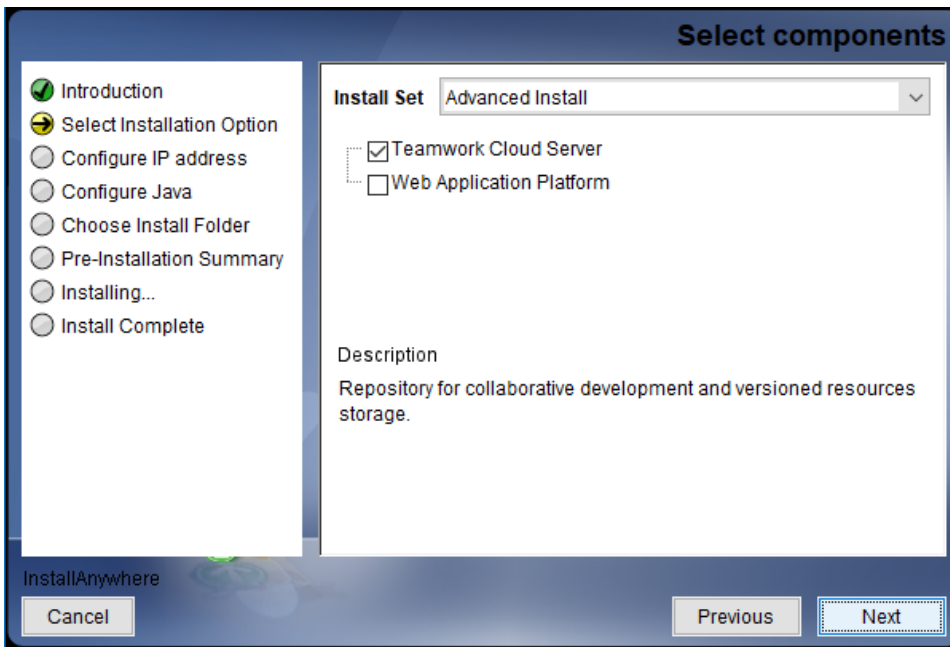 Select components
Introduction
Select Installation Option
Configure IP address
Configure Java
Choose Install Folder
Pre-Installation Summary
Installing...
Install Complete
Install Set Advanced Install
Teamwork Cloud Server
Web Application Platform
Description
Repository for collaborative development and versioned resources
storage.
InstallAnywhere
Cancel Previous Next